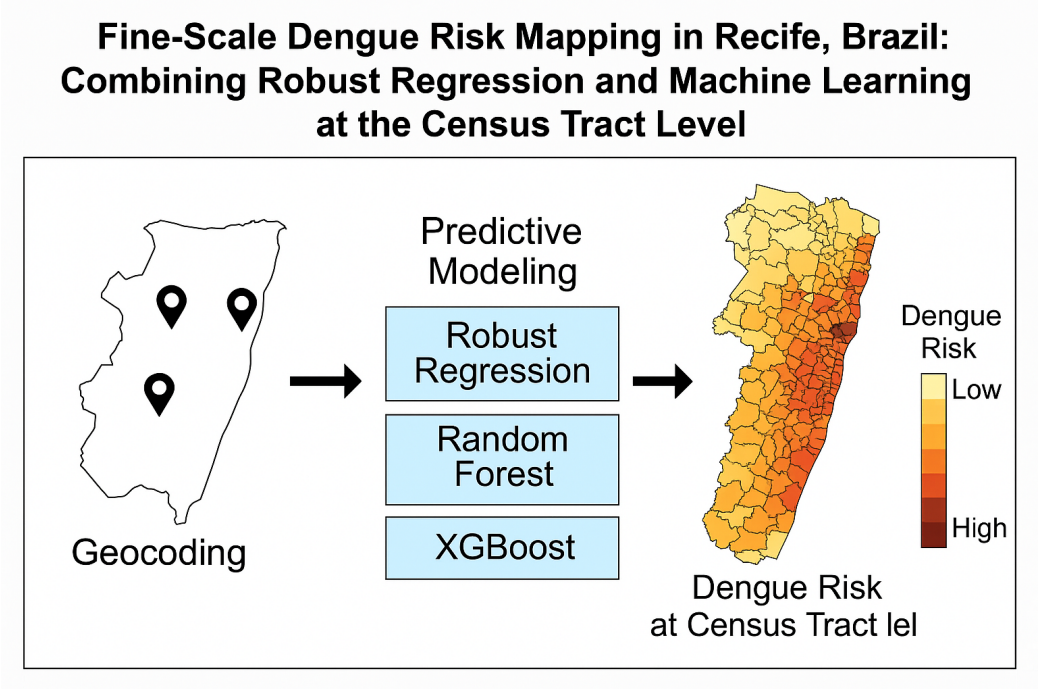 Fine-Scale Dengue Risk Mapping in Recife, Brazil:
Combining Robust Regression and Machine Learning
at the Census Tract Level
Predictive
Modeling
Robust
Regression
Random
Forest
XGBoost
Geocoding
Dengue
Risk
Low
High
Dengue Risk
at Census Tract lel